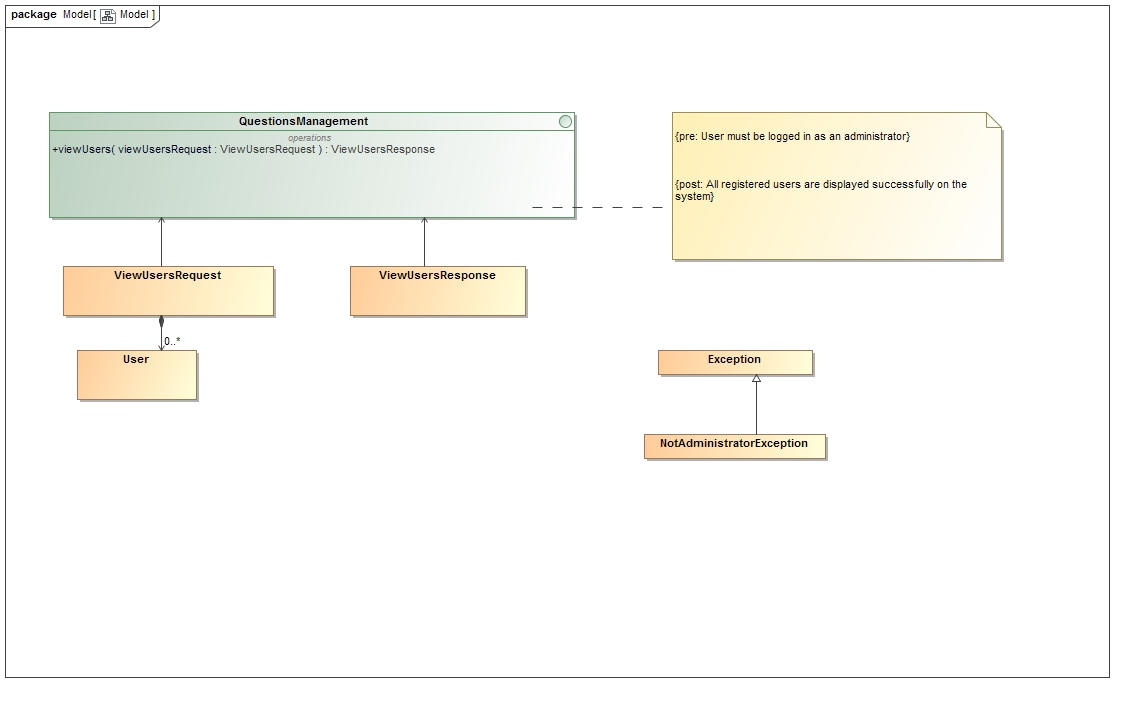 package Model[ Model ]
QuestionsManagement
operations
+viewUsers( viewUsersRequest : ViewUsersRequest ) : ViewUsersResponse
{pre: User must be logged in as an administrator}
{post: All registered users are displayed successfully on the
system}
ViewUsersRequest
ViewUsersResponse
0..*
User
Exception
NotAdministratorException